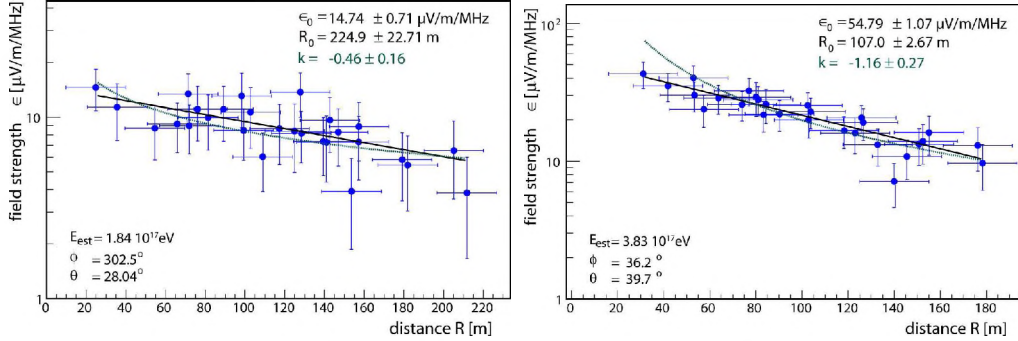 ϵ₀ =14.74 ± 0.71 μV/m/MHz
R₀ = 224.9 ± 22.71 m
k = -0.46 ± 0.16
field strength ϵ [μV/m/MHz]
10
1
E_est = 1.84 10¹⁷eV
ϕ = 302.5°
θ = 28.04°
0 20 40 60 80 100 120 140 160 180 200 220
distance R [m]
ϵ₀ =54.79 ± 1.07 μV/m/MHz
R₀ = 107.0 ± 2.67 m
k = -1.16 ± 0.27
field strength ϵ [μV/m/MHz]
10²
10
1
E_est = 3.83 10¹⁷eV
ϕ = 36.2 °
θ = 39.7 °
0 20 40 60 80 100 120 140 160 180
distance R [m]